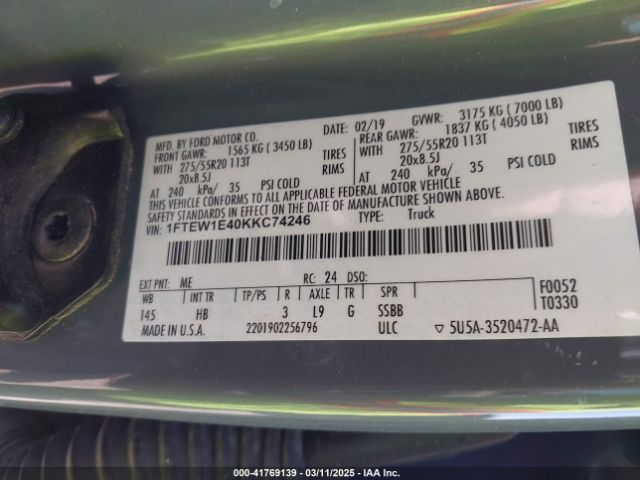 MFD. BY FORD MOTOR CO.
02/19 GVWR: 3175 KG ( 7000 LB)
FRONT GAWR: 1565 KG ( 3450 LB) REAR GAWR: 1837 KG ( 4050 LB)
WITH 275/55R20 113T TIRES WITH 275/55R20 113T TIRES
20x8.5J RIMS 20x8.5J RIMS
AT 240 kPa/ 35 PSI COLD AT 240 kPa/ 35 PSI COLD
THIS VEHICLE CONFORMS TO ALL APPLICABLE FEDERAL MOTOR VEHICLE
SAFETY STANDARDS IN EFFECT ON THE DATE OF MANUFACTURE SHOWN ABOVE.
VIN: 1FTEW1E40KKC74246 TYPE: Truck
EXT PNT: ME RC: 24 DSO: F0052
WB INT TR TP/PS R AXLE TR SPR T0330
145 HB 3 L9 G SSBB
MADE IN U.S.A. 2201902256796 ULC ▽ 5U5A-3520472-AA
000-41769139 - 03/11/2025 - IAA Inc.